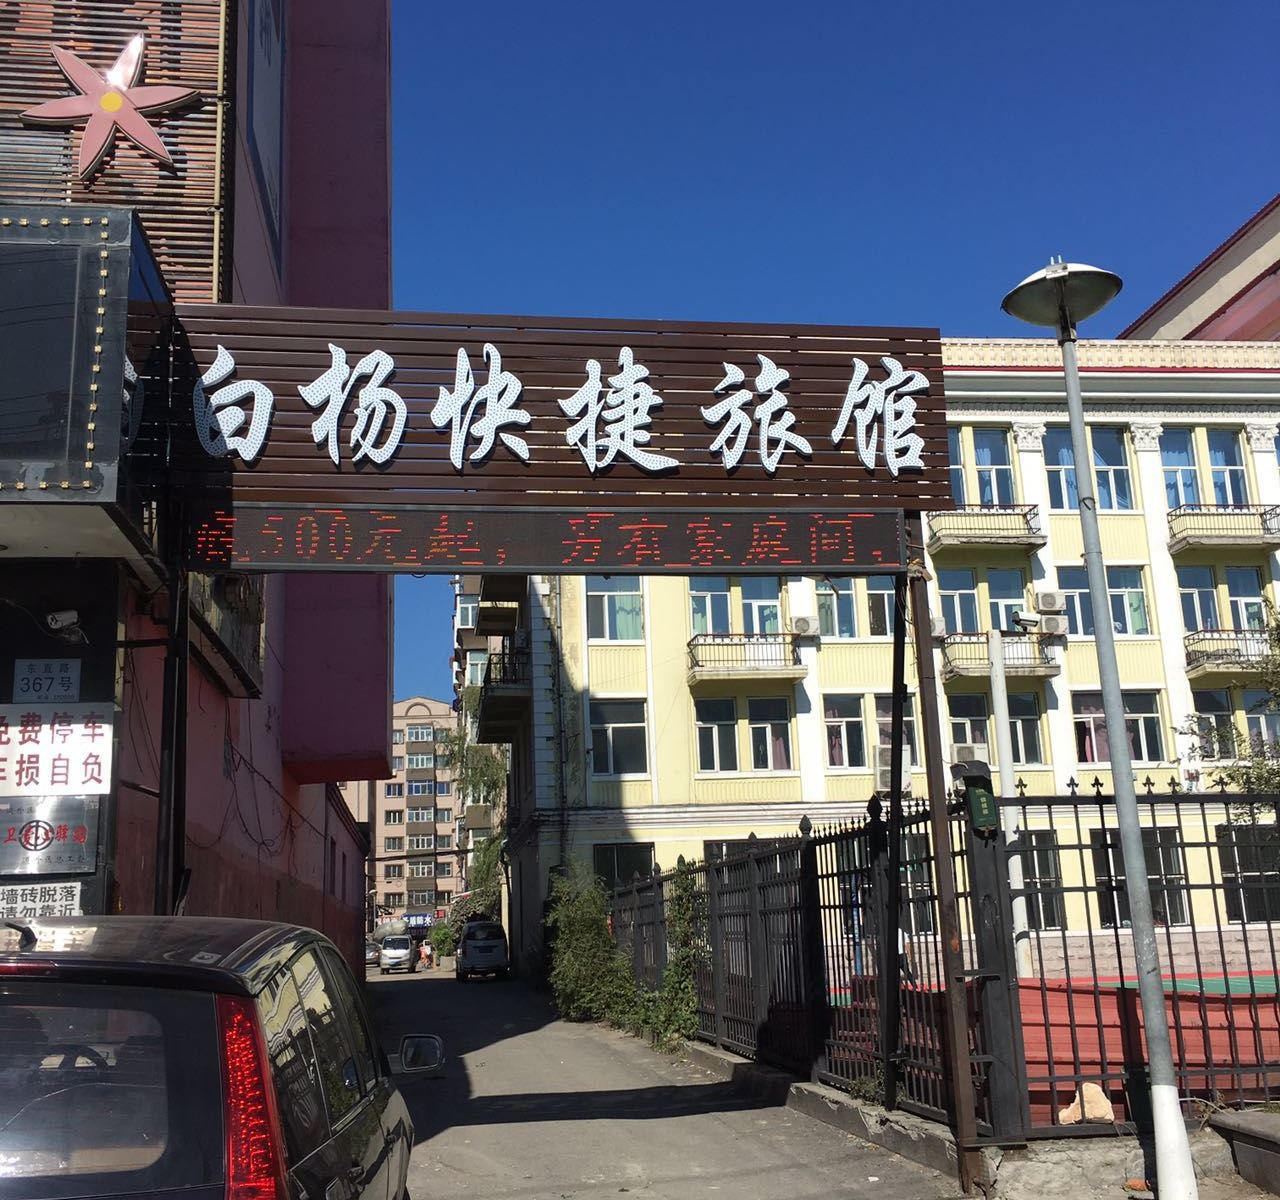 白杨快捷旅馆
500元起，另有家庭间，
东直路
367号
免费停车
车损自负
墙砖脱落
请勿靠近